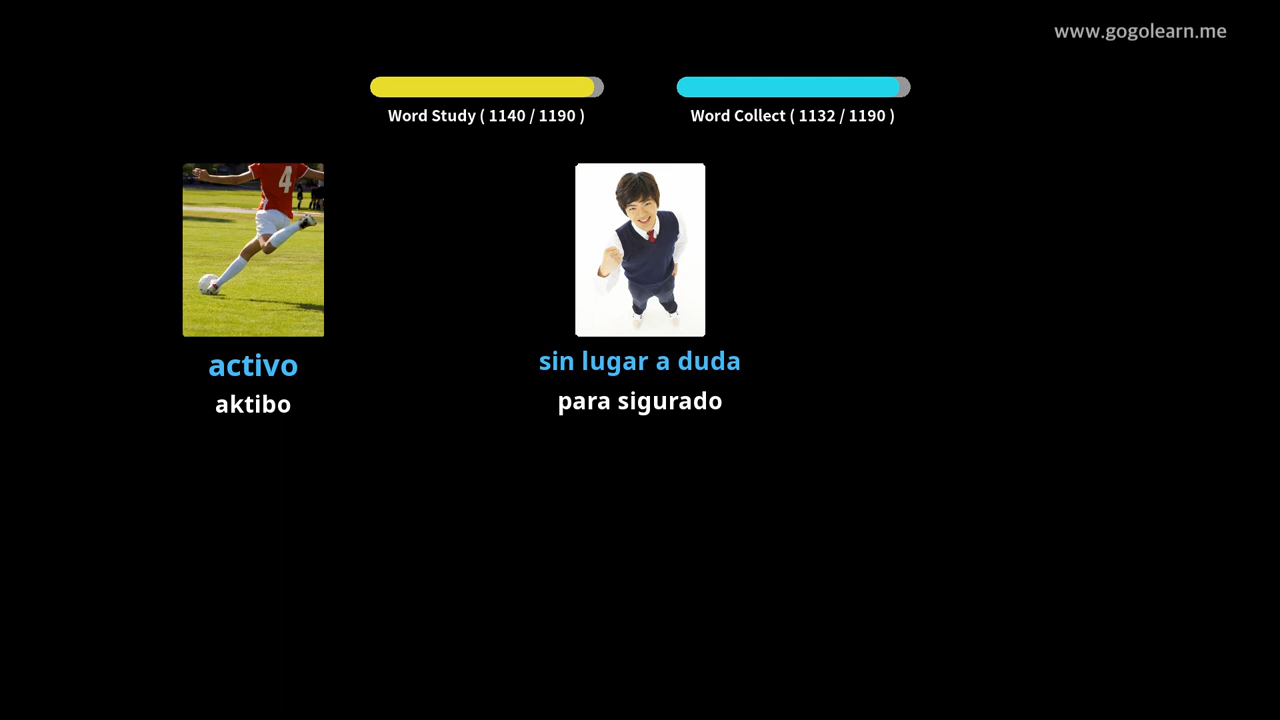 www.gogolearn.me
Word Study ( 1140 / 1190 )
Word Collect ( 1132 / 1190 )
4
activo
aktibo
sin lugar a duda
para sigurado